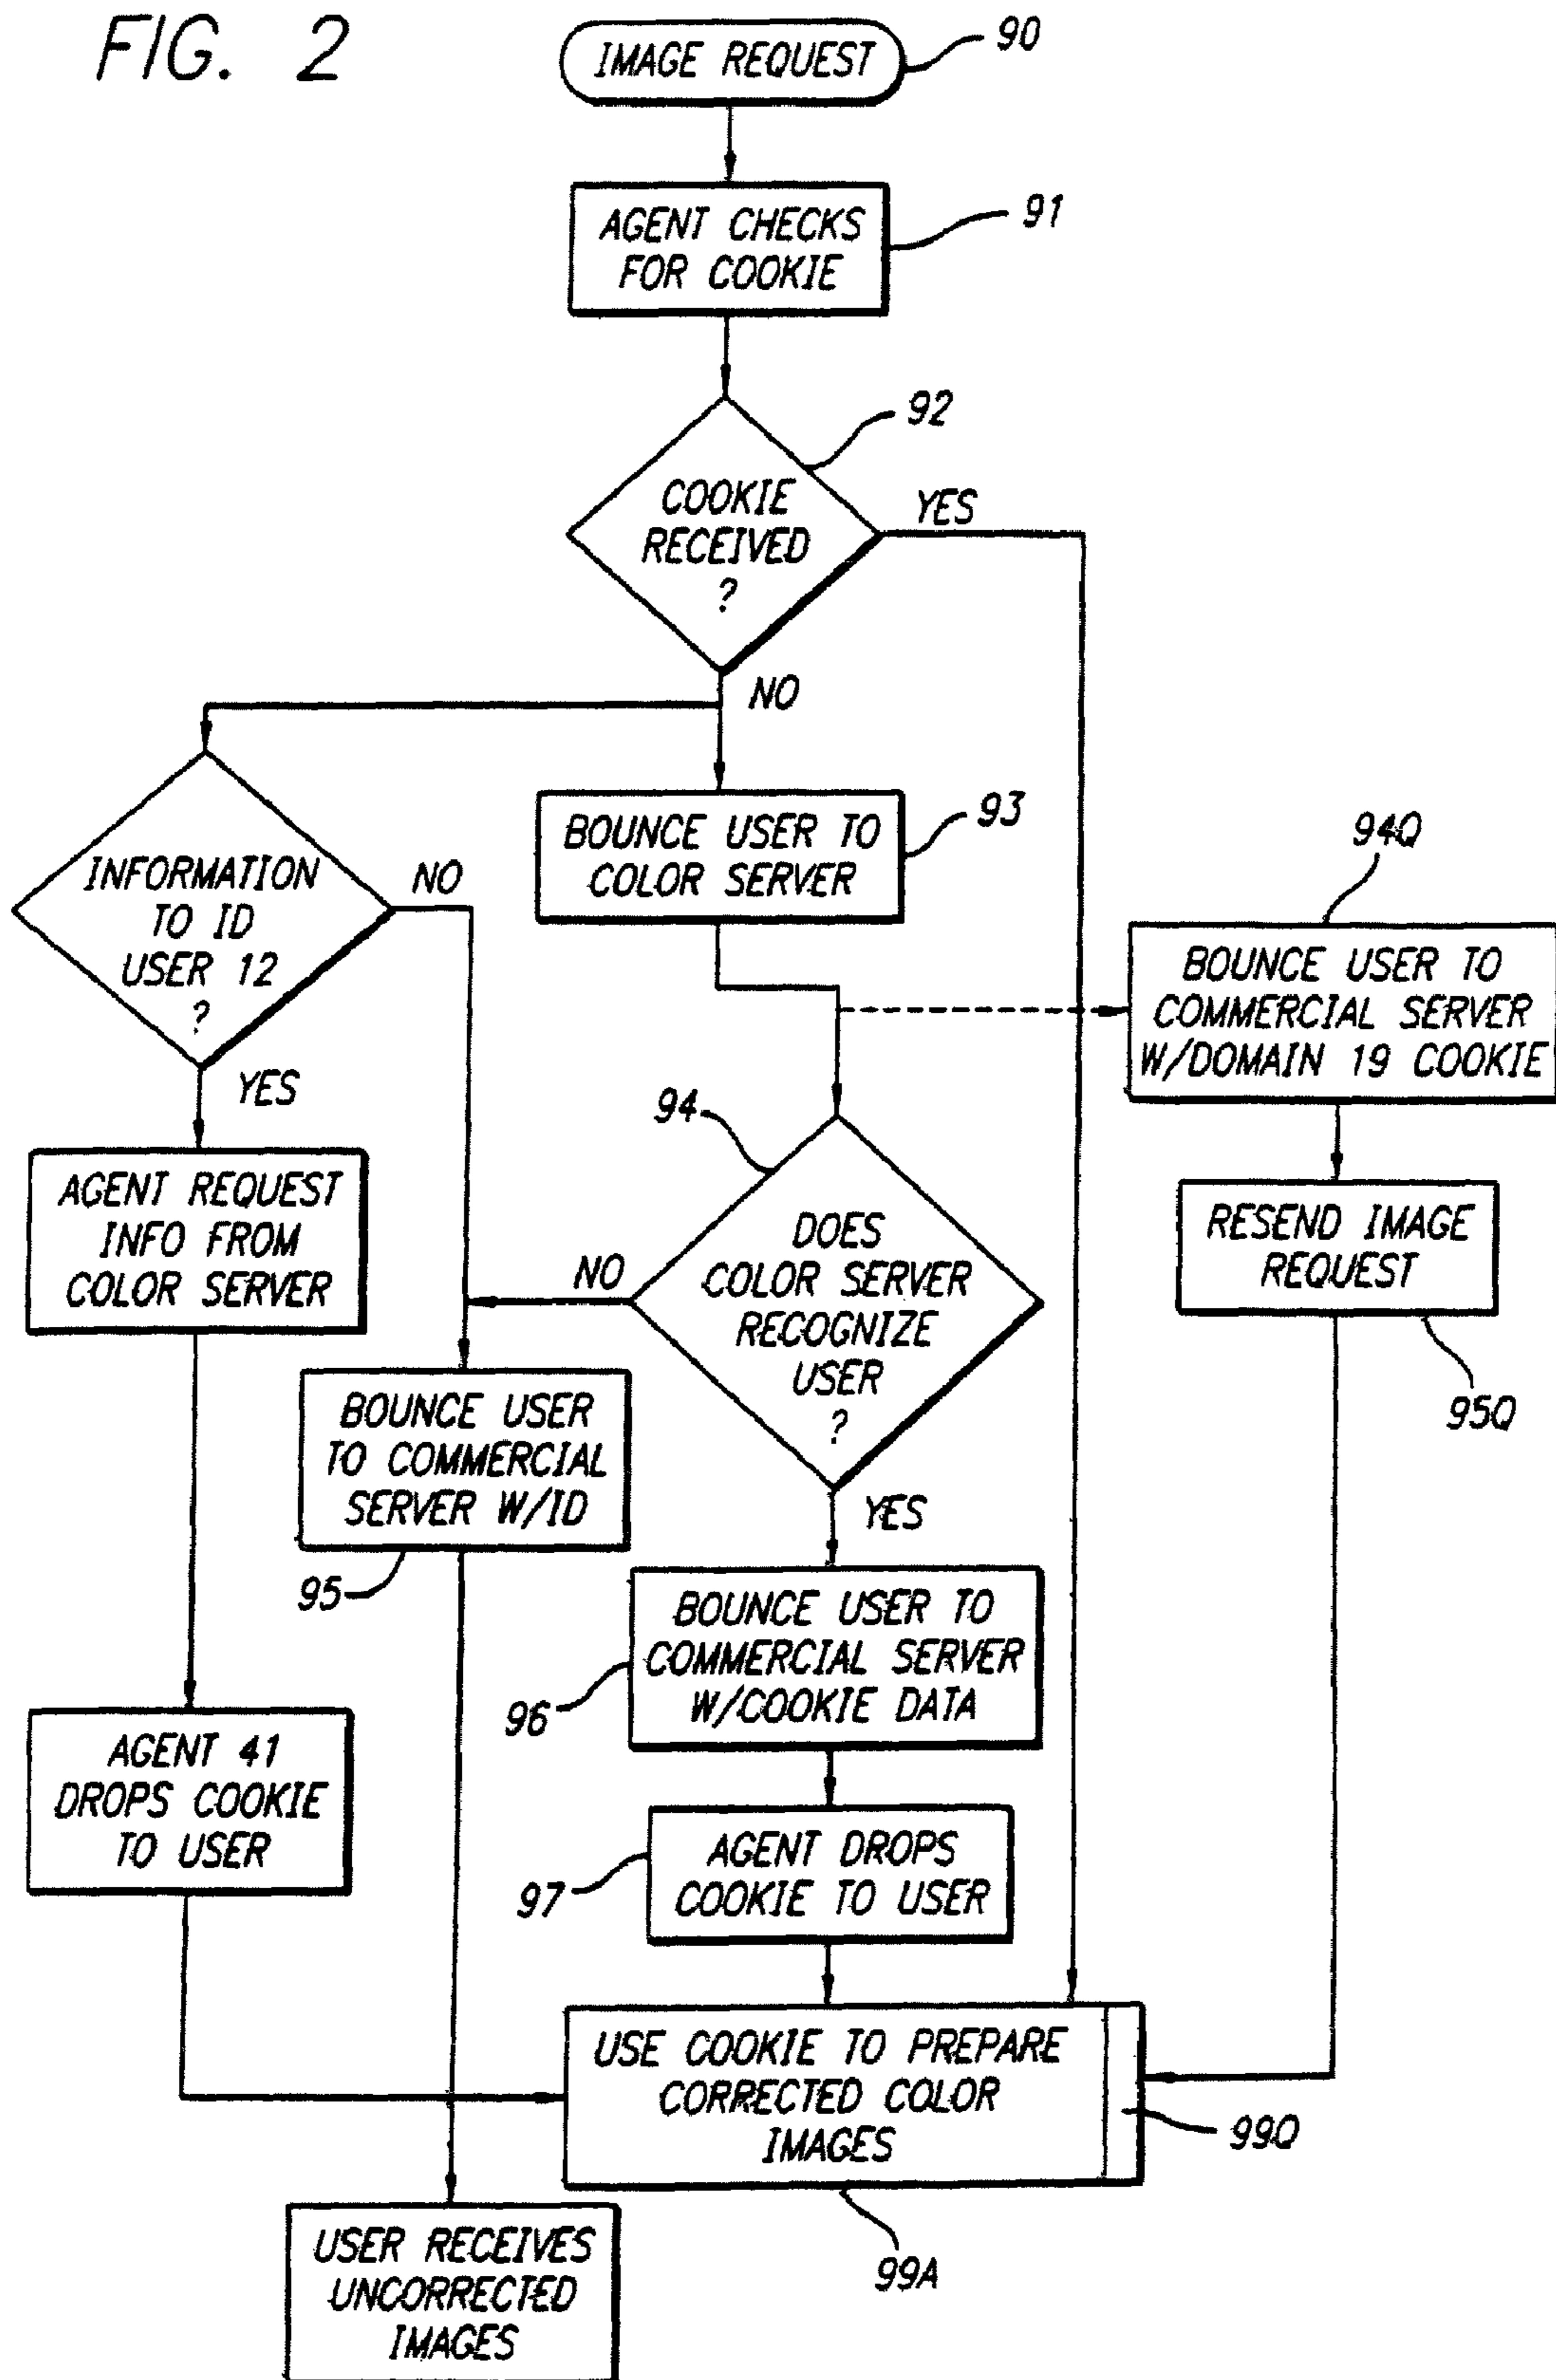 FIG. 2
IMAGE REQUEST
90
AGENT CHECKS
FOR COOKIE
91
92
COOKIE
RECEIVED
?
YES
NO
INFORMATION
TO ID
USER 12
?
NO
YES
BOUNCE USER TO
COLOR SERVER
93
94Q
BOUNCE USER TO
COMMERCIAL SERVER
W/DOMAIN 19 COOKIE
AGENT REQUEST
INFO FROM
COLOR SERVER
94
DOES
COLOR SERVER
RECOGNIZE
USER
?
NO
YES
RESEND IMAGE
REQUEST
95Q
BOUNCE USER
TO COMMERCIAL
SERVER W/ID
95
BOUNCE USER TO
COMMERCIAL SERVER
W/COOKIE DATA
96
AGENT 41
DROPS COOKIE
TO USER
AGENT DROPS
COOKIE TO USER
97
USE COOKIE TO PREPARE
CORRECTED COLOR
IMAGES
99Q
99A
USER RECEIVES
UNCORRECTED
IMAGES